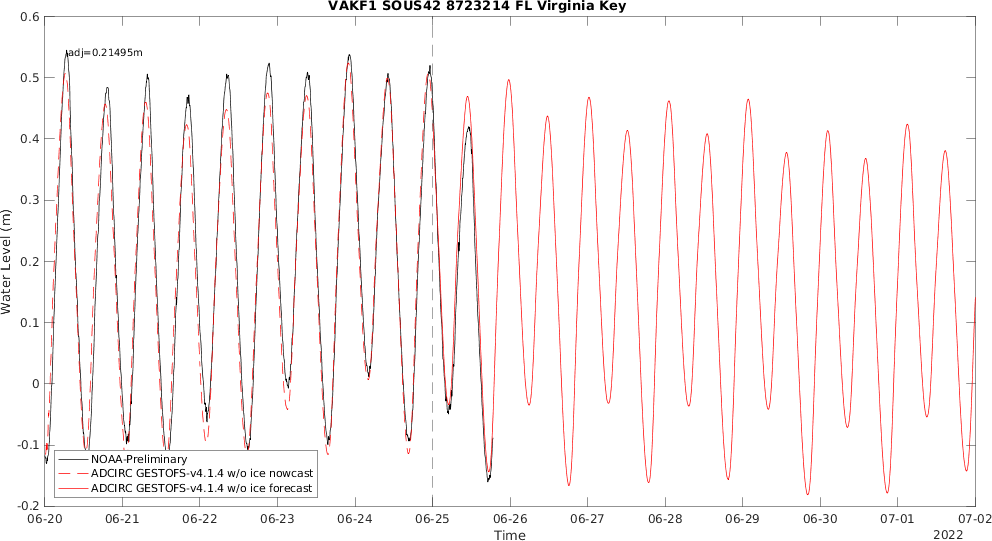 VAKF1 SOUS42 8723214 FL Virginia Key
0.6
adj=0.21495m
0.5
0.4
0.3
0.2
0.1
0
-0.1
-0.2
Water Level (m)
NOAA-Preliminary
ADCIRC GESTOFS-v4.1.4 w/o ice nowcast
ADCIRC GESTOFS-v4.1.4 w/o ice forecast
06-20 06-21 06-22 06-23 06-24 06-25 06-26 06-27 06-28 06-29 06-30 07-01 07-02
Time
2022